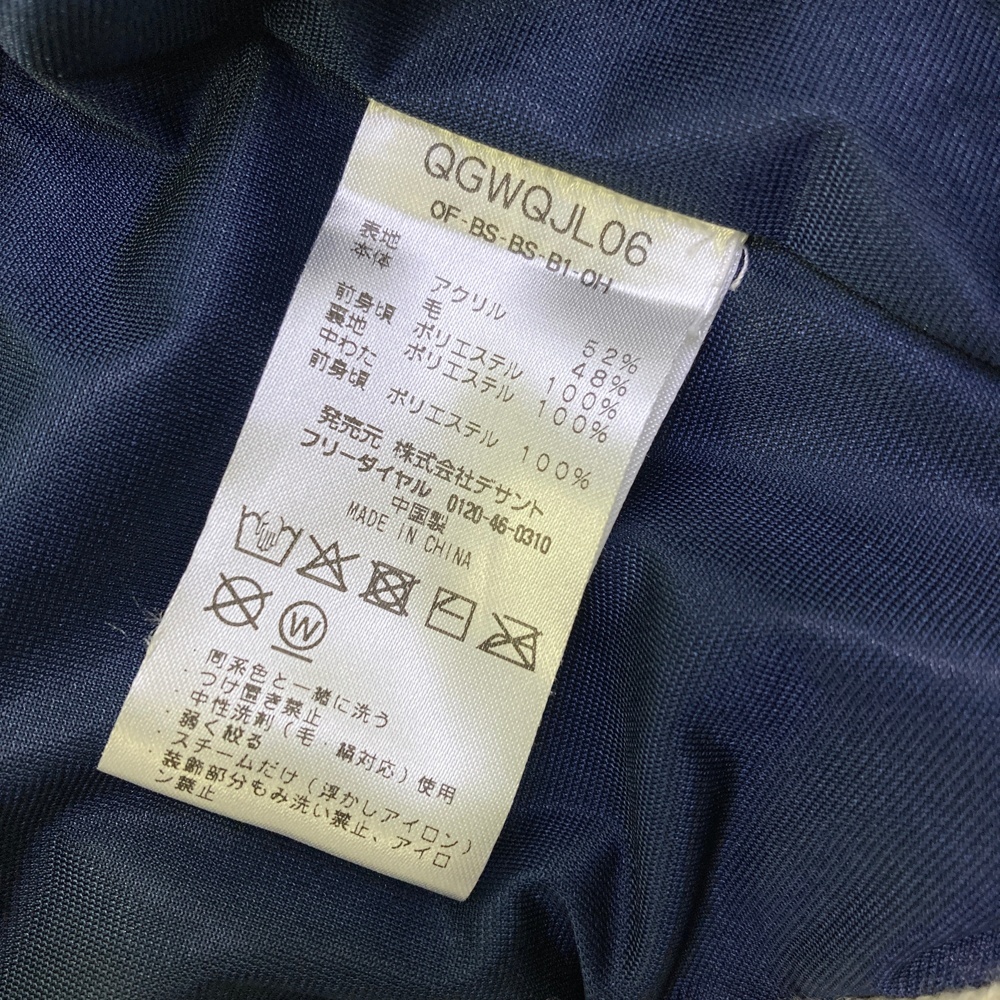 QGWQJL06
OF-BS-BS-B1-OH
表地
本体 アクリル 52%
毛 48%
前身頃 ポリエステル 100%
裏地 ポリエステル 100%
中わた
前身頃 ポリエステル 100%
発売元 株式会社デサント
フリーダイヤル 0120-46-0310
中国製
MADE IN CHINA
W
・同系色と一緒に洗う
・つけ置き禁止
・中性洗剤(毛・絹対応)使用
・弱く絞る
・スチームだけ(浮かしアイロン)
・装飾部分もみ洗い禁止、アイロ
ン禁止